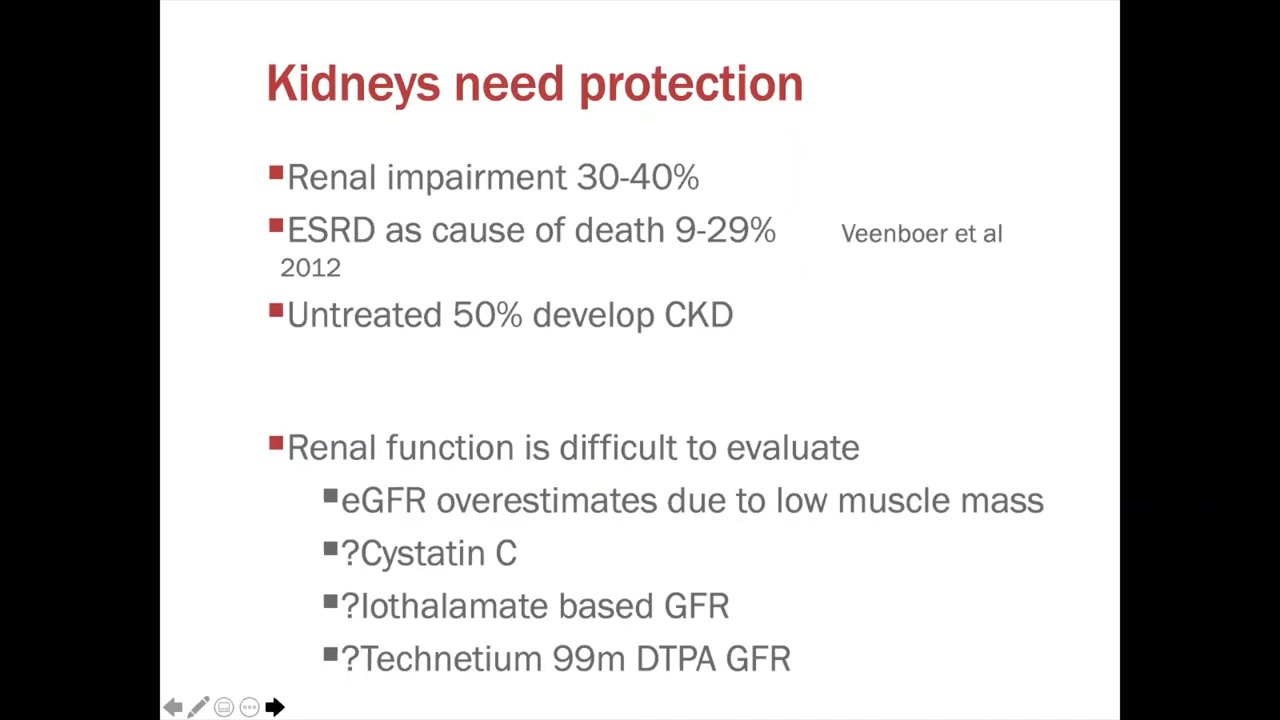 Kidneys need protection
Renal impairment 30-40%
ESRD as cause of death 9-29% Veenboer et al
2012
Untreated 50% develop CKD
Renal function is difficult to evaluate
eGFR overestimates due to low muscle mass
?Cystatin C
?Iothalamate based GFR
?Technetium 99m DTPA GFR